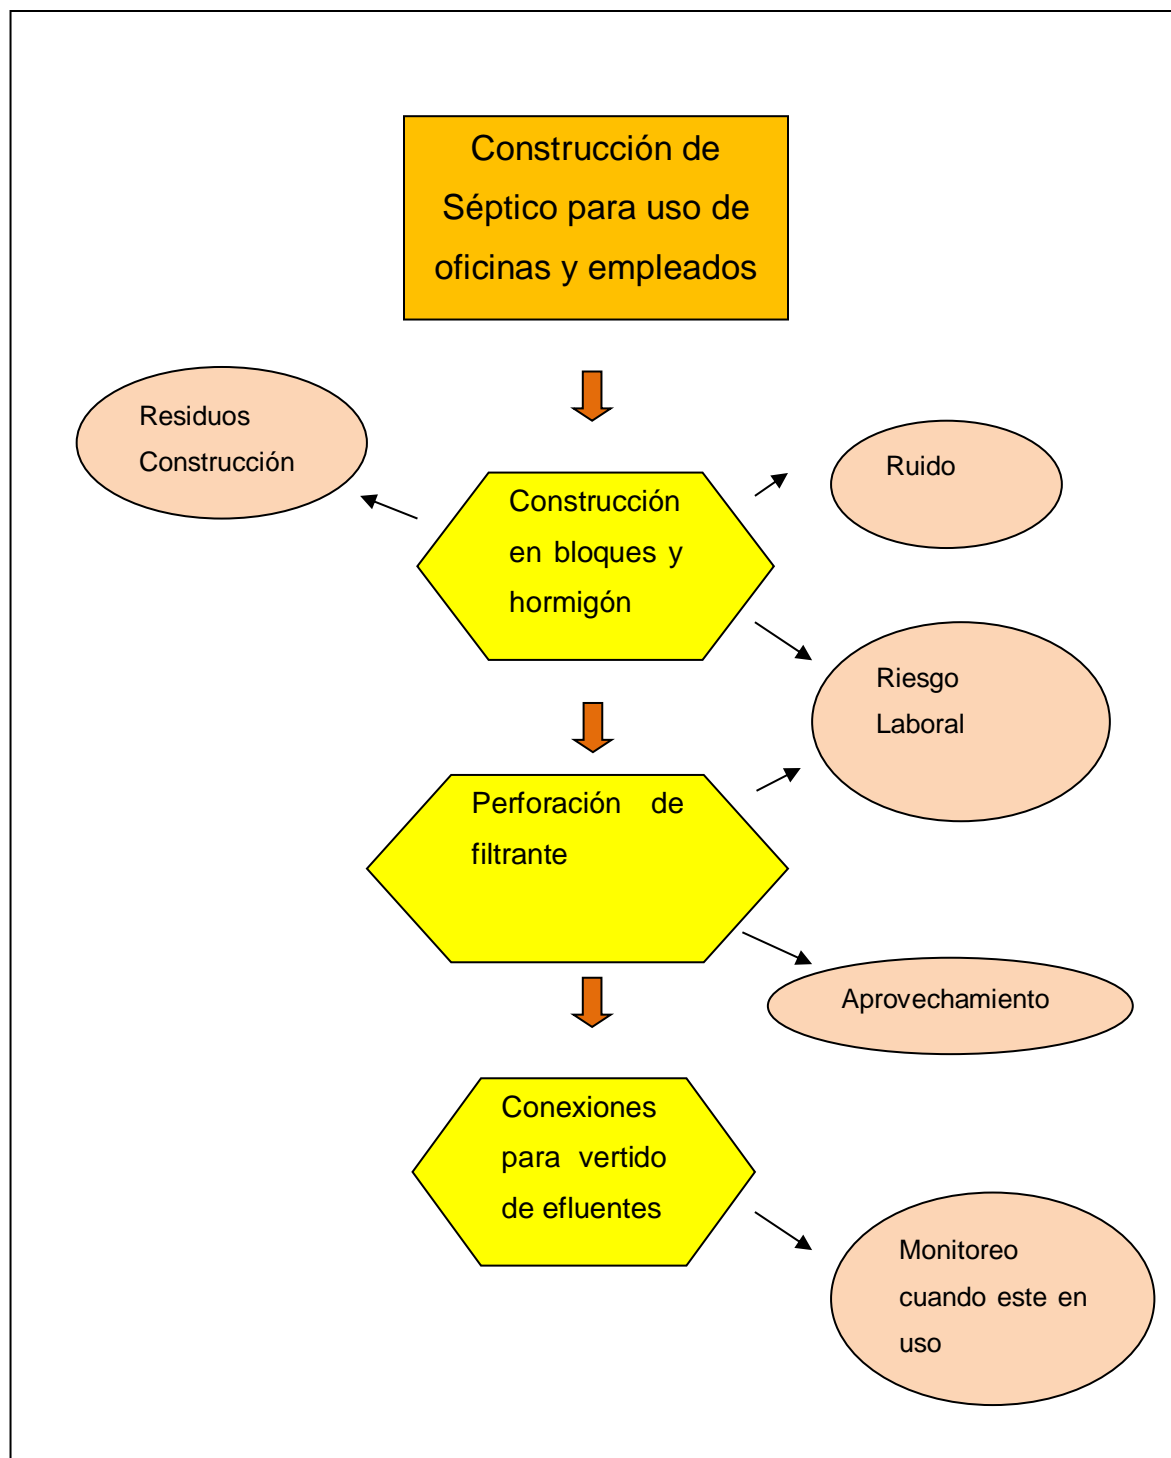 Construcción de
Séptico para uso de
oficinas y empleados
Residuos
Construcción
Ruido
Construcción
en bloques y
hormigón
Riesgo
Laboral
Perforación de
filtrante
Aprovechamiento
Conexiones
para vertido
de efluentes
Monitoreo
cuando este en
uso